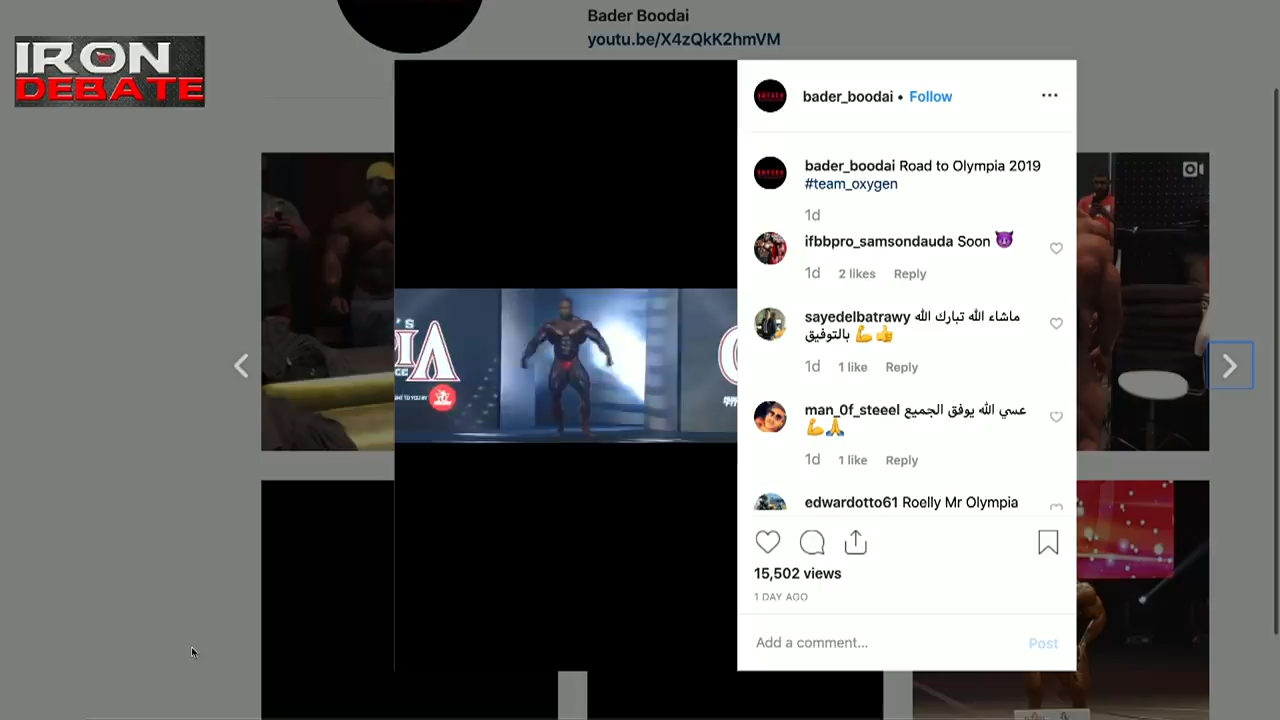 Bader Boodai
youtu.be/X4zQkK2hmVM
IRON
DEBATE
bader_boodai • Follow
bader_boodai Road to Olympia 2019
#team_oxygen
1d
ifbbpro_samsondauda Soon 😈
1d 2 likes Reply
sayedelbatrawy ماشاء الله تبارك الله
بالتوفيق 💪👍
1d 1 like Reply
man_0f_steeel عسي الله يوفق الجميع
💪🙏
1d 1 like Reply
edwardotto61 Roelly Mr Olympia
15,502 views
1 DAY AGO
Add a comment... Post